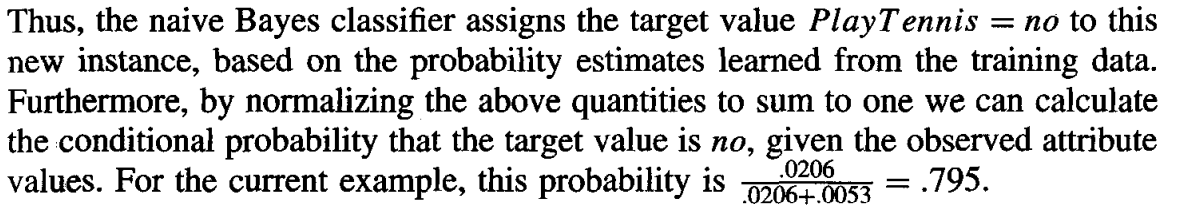 Thus, the naive Bayes classifier assigns the target value PlayTennis = no to this
new instance, based on the probability estimates learned from the training data.
Furthermore, by normalizing the above quantities to sum to one we can calculate
the conditional probability that the target value is no, given the observed attribute
values. For the current example, this probability is .0206/.0206+.0053 = .795.